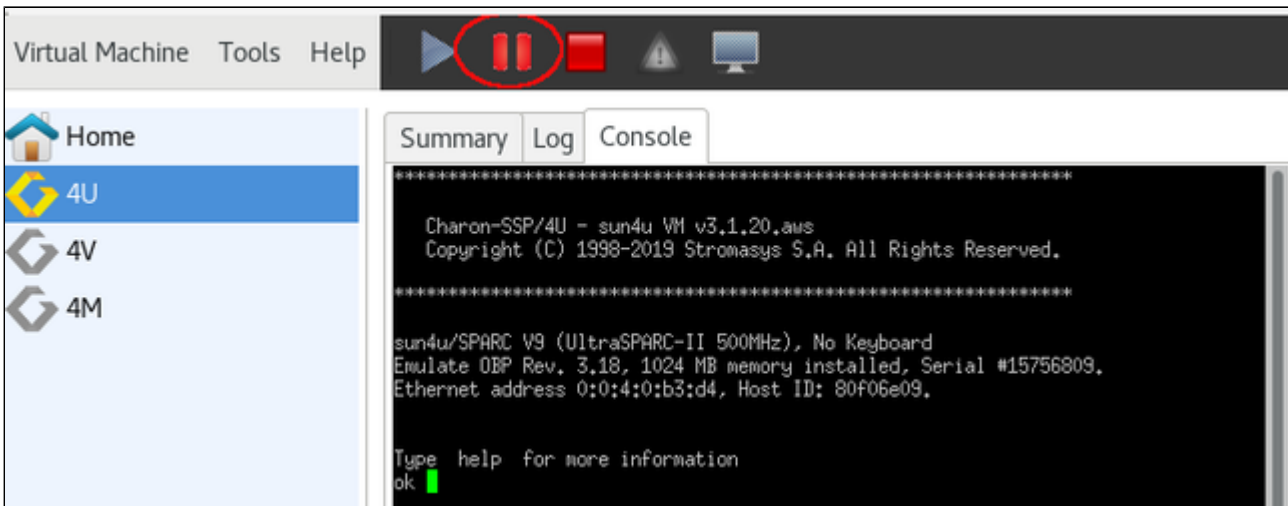 Virtual Machine Tools Help
Home
4U
4V
4M
Summary Log Console
*****************************************************************
Charon-SSP/4U - sun4u VM v3.1.20.aws
Copyright (C) 1998-2019 Stromasys S.A. All Rights Reserved.
*****************************************************************
sun4u/SPARC V9 (UltraSPARC-II 500MHz), No Keyboard
Emulate OBP Rev. 3.18, 1024 MB memory installed, Serial #15756809.
Ethernet address 0:0:4:0:b3:d4, Host ID: 80f06e09.
Type help for more information
ok